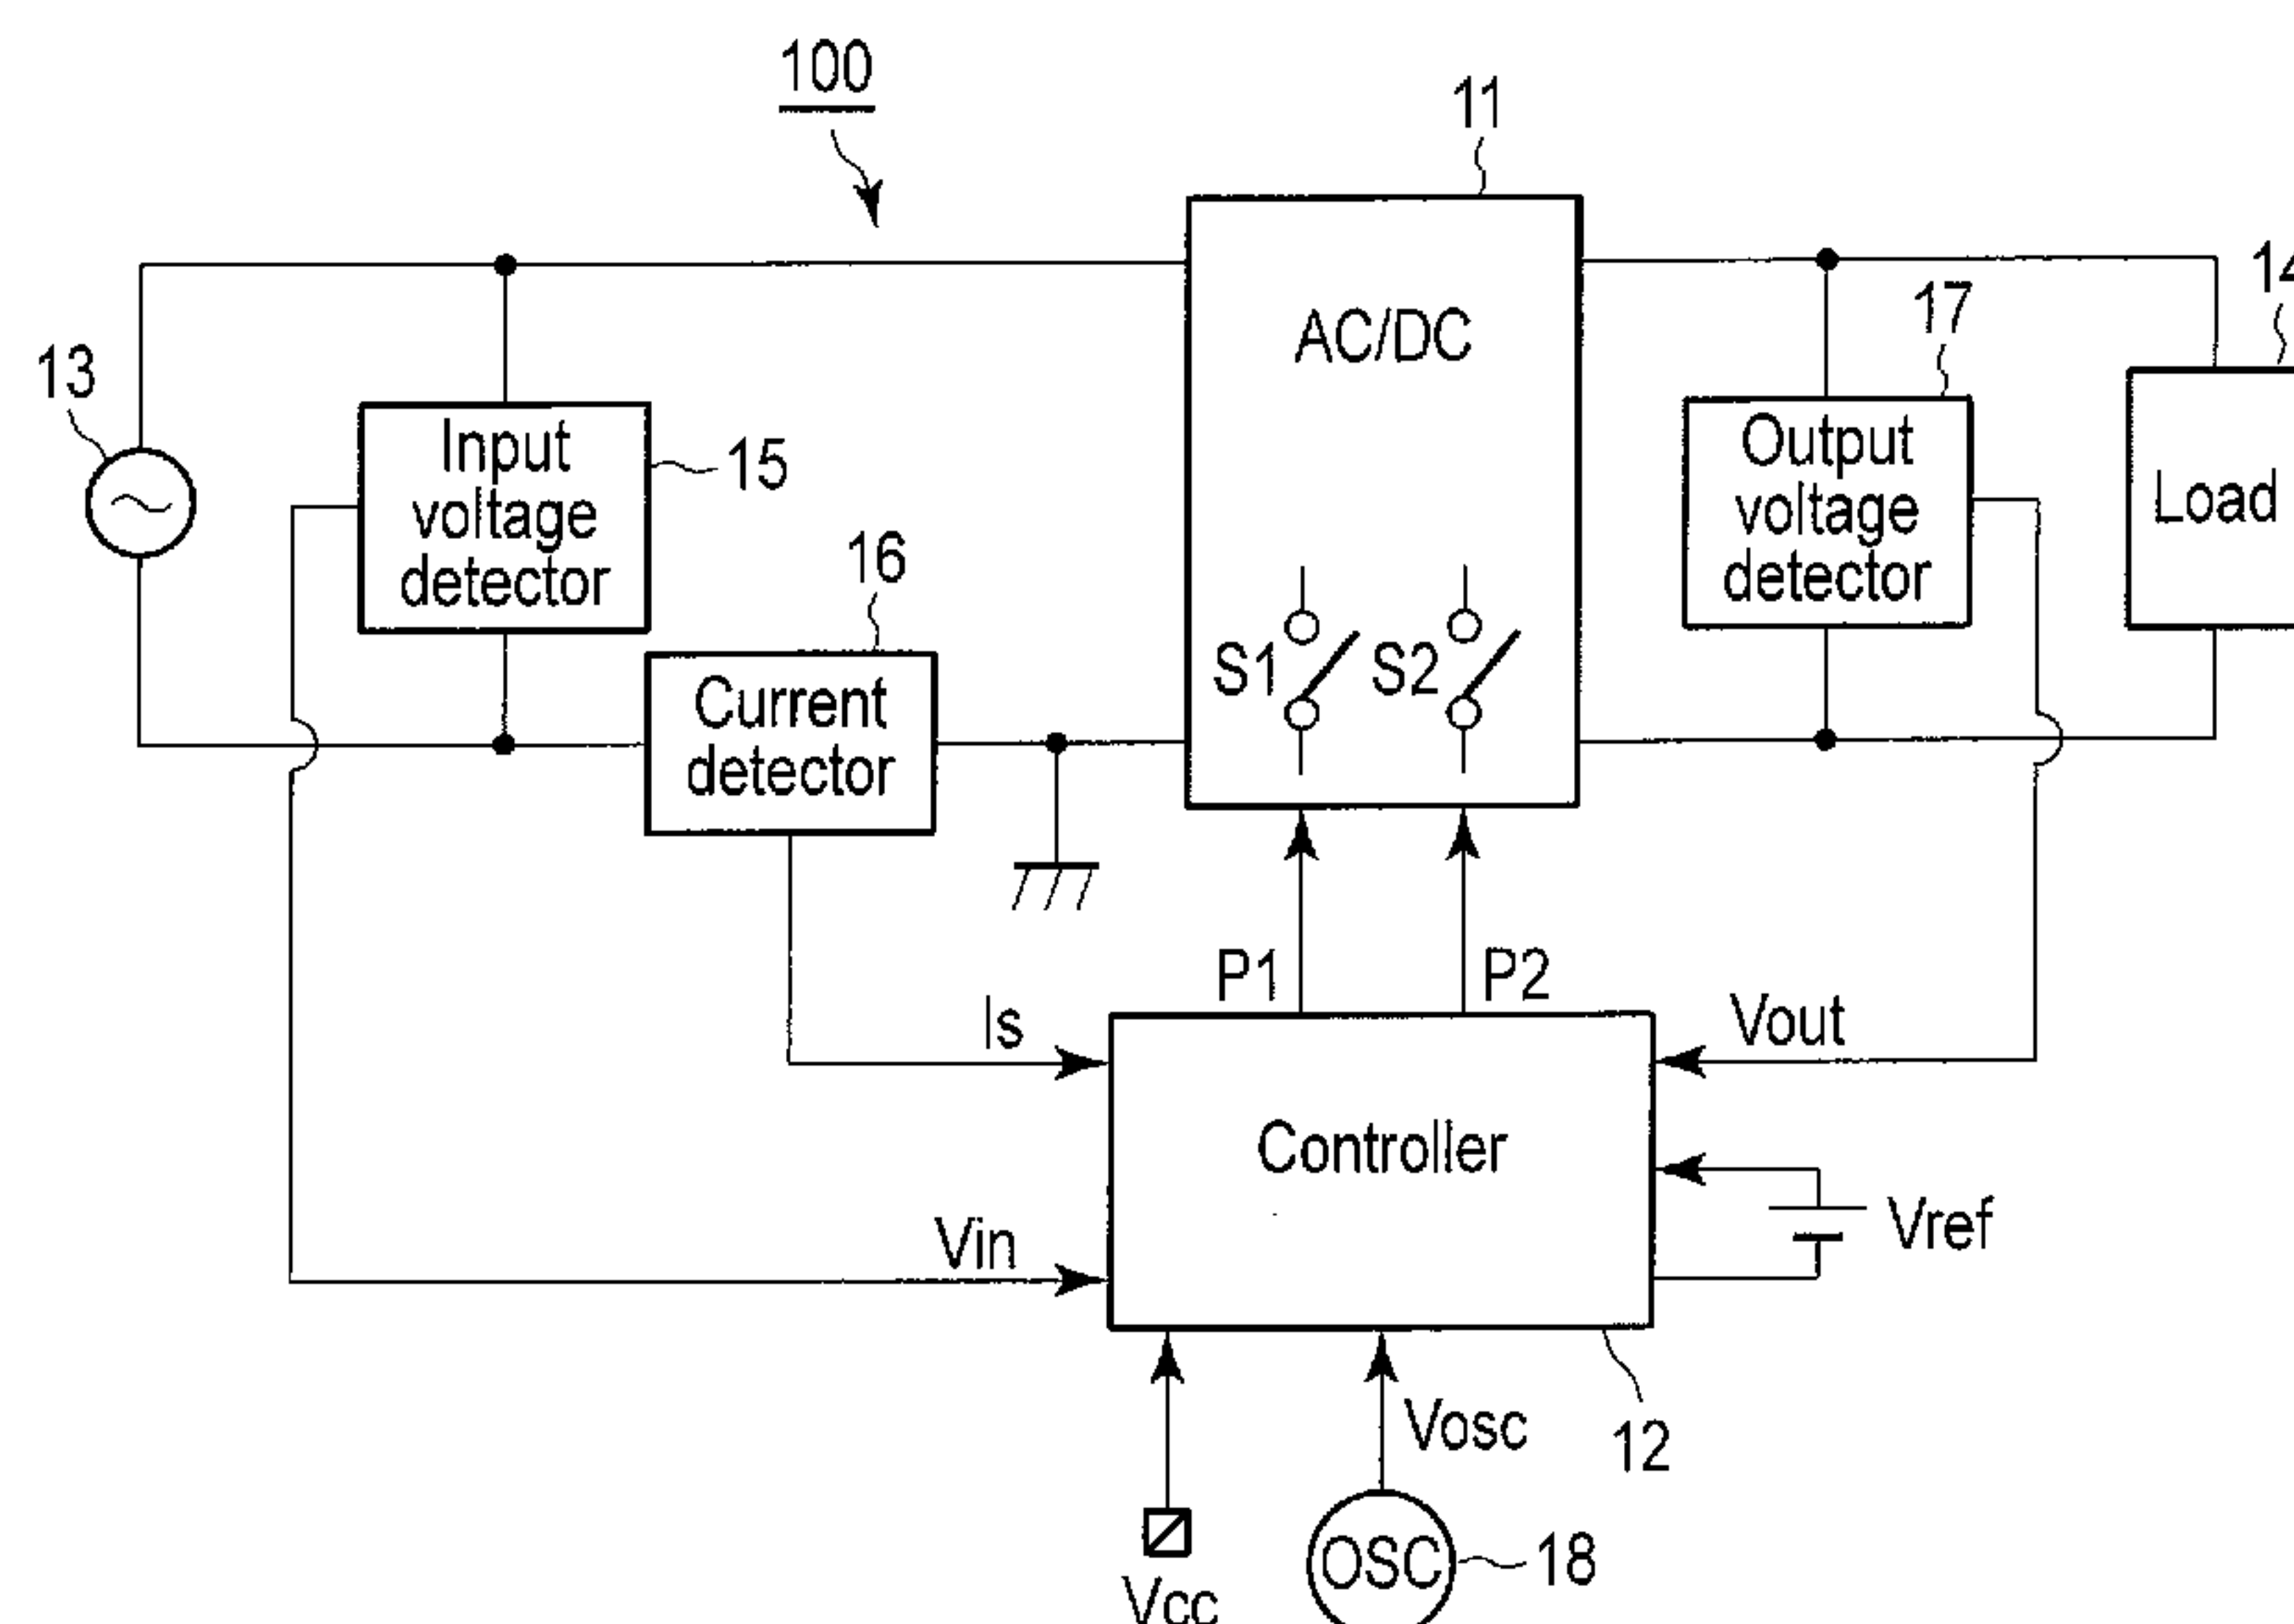 100
11
14
17
13
AC/DC
Input
voltage
detector
15
Output
voltage
detector
Load
16
S1
S2
Current
detector
P1
P2
Is
Vout
Controller
Vin
Vref
Vosc
12
OSC
18
Vcc